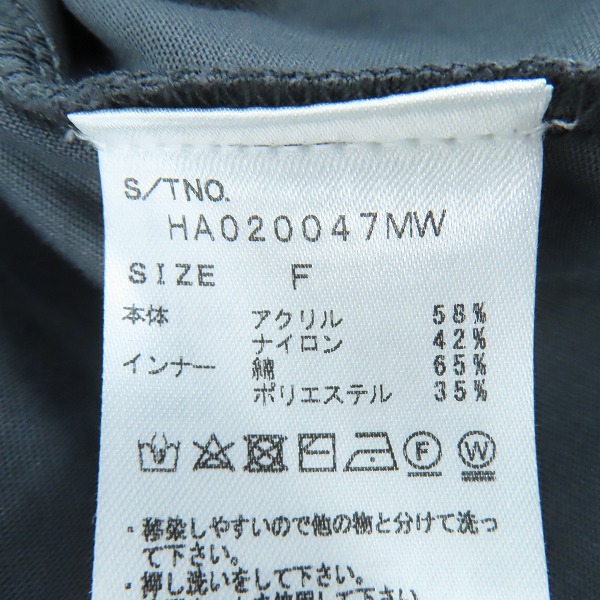 S/TNO.
HA020047MW
SIZE F
本体 アクリル 58%
ナイロン 42%
インナー 綿 65%
ポリエステル 35%
F W
・移染しやすいので他の物と分けて洗っ
て下さい。
・押し洗いをして下さい。